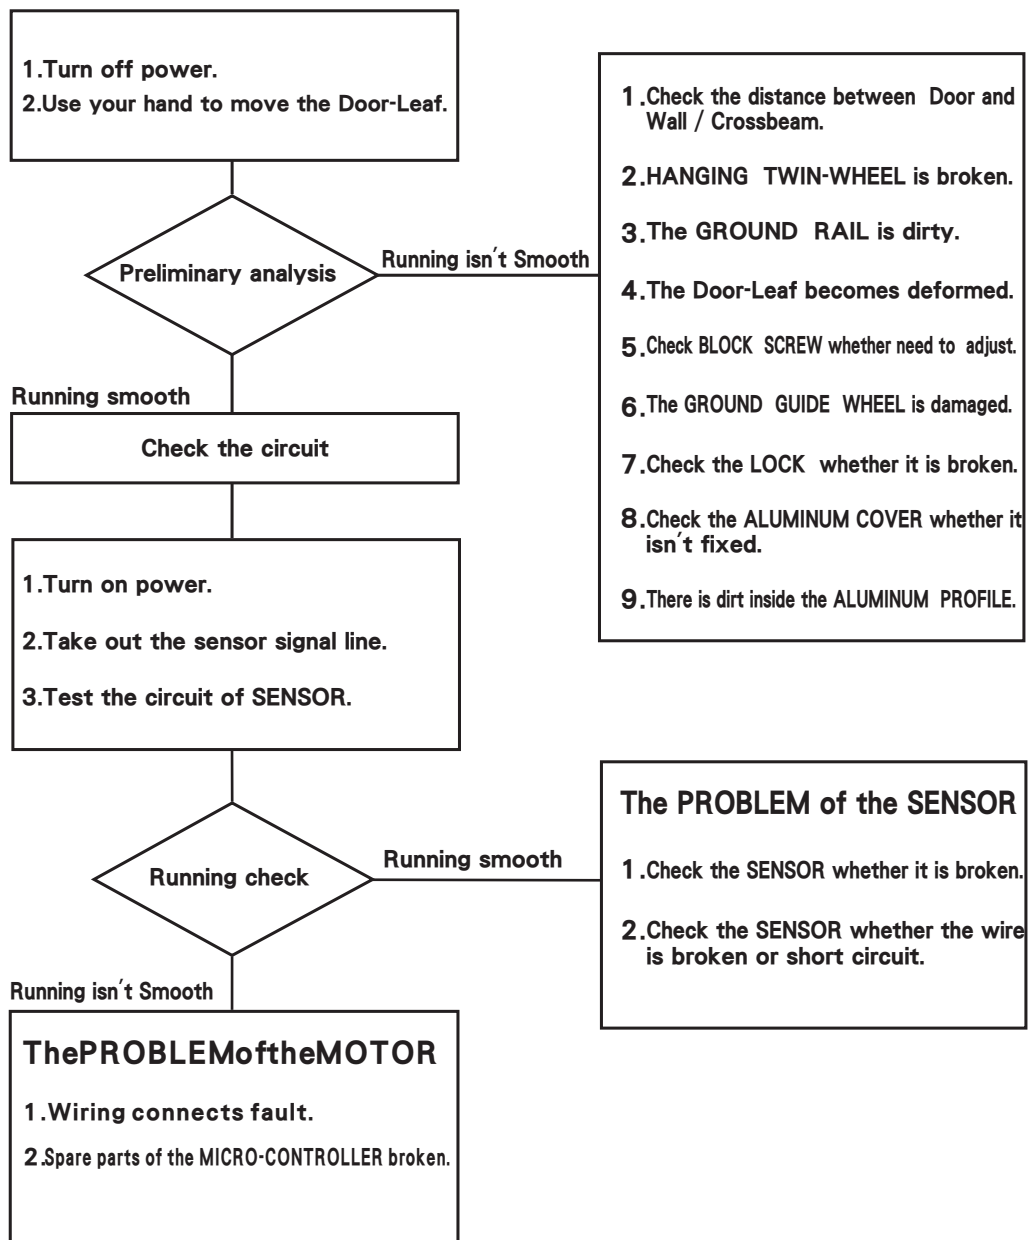 1.Turn off power.
2.Use your hand to move the Door-Leaf.
Preliminary analysis
Running isn't Smooth
1.Check the distance between Door and
Wall / Crossbeam.
2.HANGING TWIN-WHEEL is broken.
3.The GROUND RAIL is dirty.
4.The Door-Leaf becomes deformed.
5.Check BLOCK SCREW whether need to adjust.
6.The GROUND GUIDE WHEEL is damaged.
7.Check the LOCK whether it is broken.
8.Check the ALUMINUM COVER whether it
isn't fixed.
9.There is dirt inside the ALUMINUM PROFILE.
Running smooth
Check the circuit
1.Turn on power.
2.Take out the sensor signal line.
3.Test the circuit of SENSOR.
Running check
Running smooth
The PROBLEM of the SENSOR
1.Check the SENSOR whether it is broken.
2.Check the SENSOR whether the wire
is broken or short circuit.
Running isn't Smooth
ThePROBLEMoftheMOTOR
1.Wiring connects fault.
2.Spare parts of the MICRO-CONTROLLER broken.